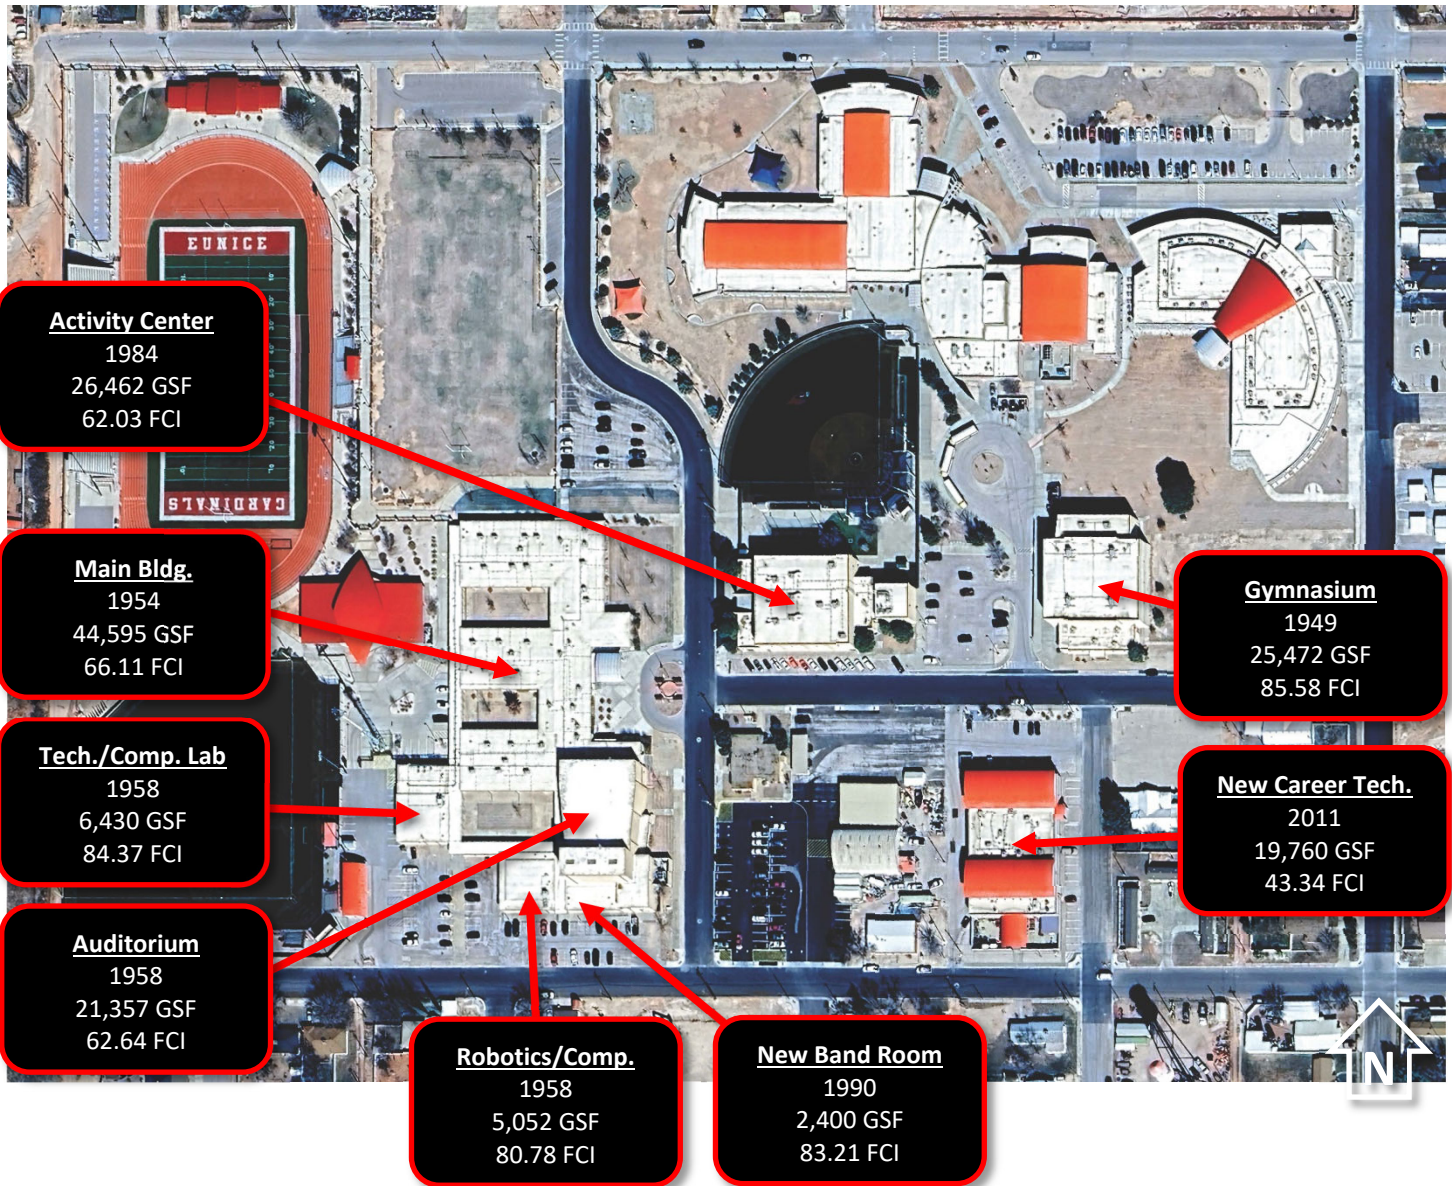 EUNICE
CARDINALS
Activity Center
1984
26,462 GSF
62.03 FCI
Main Bldg.
1954
44,595 GSF
66.11 FCI
Tech./Comp. Lab
1958
6,430 GSF
84.37 FCI
Auditorium
1958
21,357 GSF
62.64 FCI
Robotics/Comp.
1958
5,052 GSF
80.78 FCI
New Band Room
1990
2,400 GSF
83.21 FCI
Gymnasium
1949
25,472 GSF
85.58 FCI
New Career Tech.
2011
19,760 GSF
43.34 FCI
N